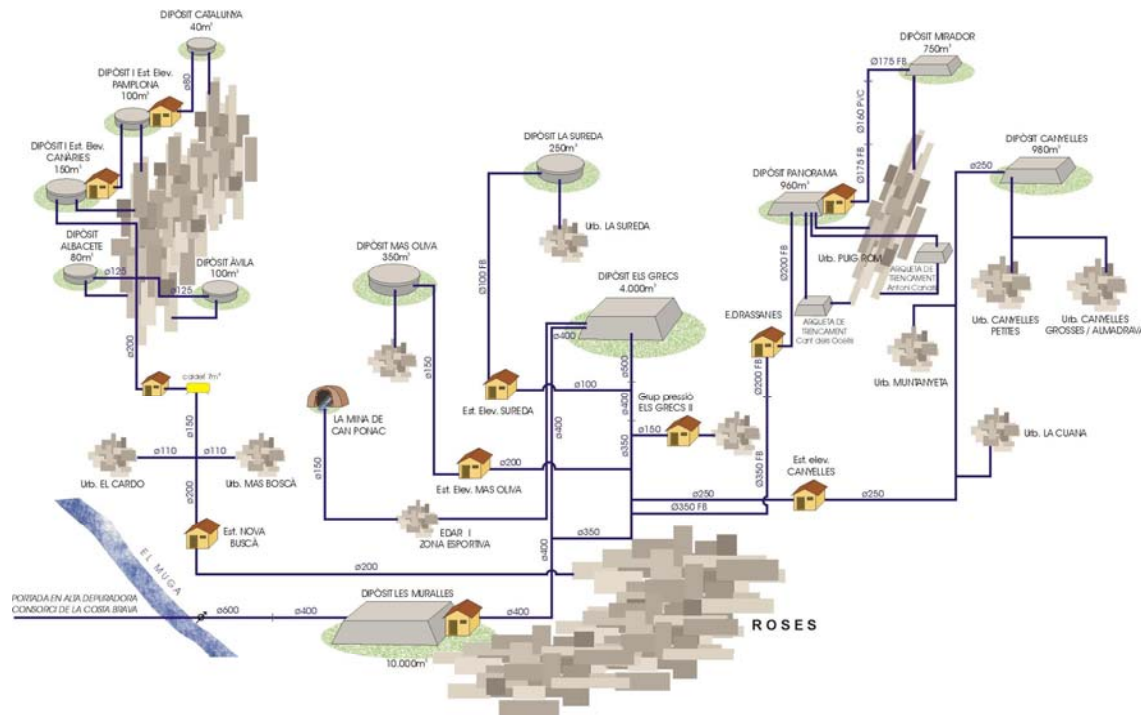 DIPÒSIT CATALUNYA
40m³
DIPÒSIT I Est. Elev.
PAMPLONA
100m³
ø80
DIPÒSIT I Est. Elev.
CANÀRIES
150m³
DIPÒSIT
ALBACETE
80m³
ø125
DIPÒSIT ÀVILA
100m³
ø125
ø200
calderí 7m³
ø150
ø110
ø110
Urb. EL CARDO
Urb. MAS BOSCÀ
ø200
Est. NOVA
BUSCÀ
EL MUGA
PORTADA EN ALTA DEPURADORA
CONSORCI DE LA COSTA BRAVA
ø600
ø400
ø200
DIPÒSIT LES MURALLES
10.000m³
ø400
ROSES
DIPÒSIT MAS OLIVA
350m³
ø150
LA MINA DE
CAN PONAC
ø150
EDAR I
ZONA ESPORTIVA
DIPÒSIT LA SUREDA
250m³
Urb. LA SUREDA
Ø100 FB
Est. Elev. SUREDA
ø100
Est. Elev. MAS OLIVA
ø200
DIPÒSIT ELS GRECS
4.000m³
ø400
ø400
ø400
ø500
ø400
ø350
ø350
Grup pressió
ELS GRECS II
ø150
ø250
Ø350 FB
E.DRASSANES
Ø200 FB
Ø200 FB
Ø350 FB
DIPÒSIT PANORAMA
960m³
Ø175 FB
Ø160 PVC
Ø175 FB
DIPÒSIT MIRADOR
750m³
Urb. PUIG ROM
ARQUETA DE
TRENCAMENT
Antoni Canals
ARQUETA DE
TRENCAMENT
Cant dels Ocells
DIPÒSIT CANYELLES
980m³
ø250
Urb. CANYELLES
PETITES
Urb. CANYELLES
GROSSES / ALMADRAVA
Urb. MUNTANYETA
Urb. LA CUANA
Est. elev.
CANYELLES
ø250